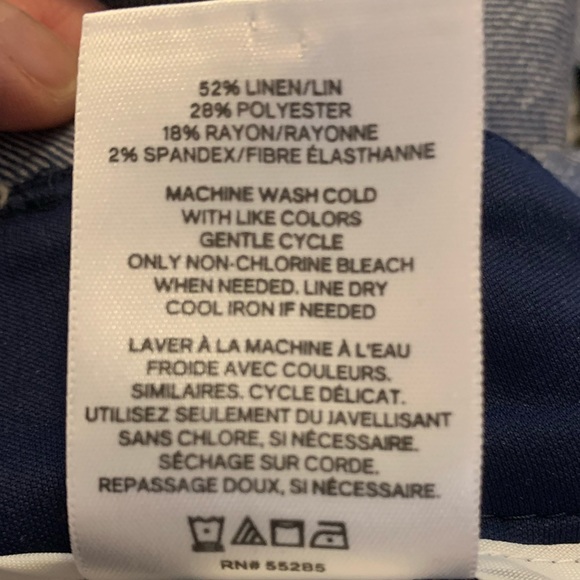 52% LINEN/LIN
28% POLYESTER
18% RAYON/RAYONNE
2% SPANDEX/FIBRE ÉLASTHANNE
MACHINE WASH COLD
WITH LIKE COLORS
GENTLE CYCLE
ONLY NON-CHLORINE BLEACH
WHEN NEEDED. LINE DRY
COOL IRON IF NEEDED
LAVER À LA MACHINE À L'EAU
FROIDE AVEC COULEURS.
SIMILAIRES. CYCLE DÉLICAT.
UTILISEZ SEULEMENT DU JAVELLISANT
SANS CHLORE, SI NÉCESSAIRE.
SÉCHAGE SUR CORDE.
REPASSAGE DOUX, SI NÉCESSAIRE.
RN# 55285